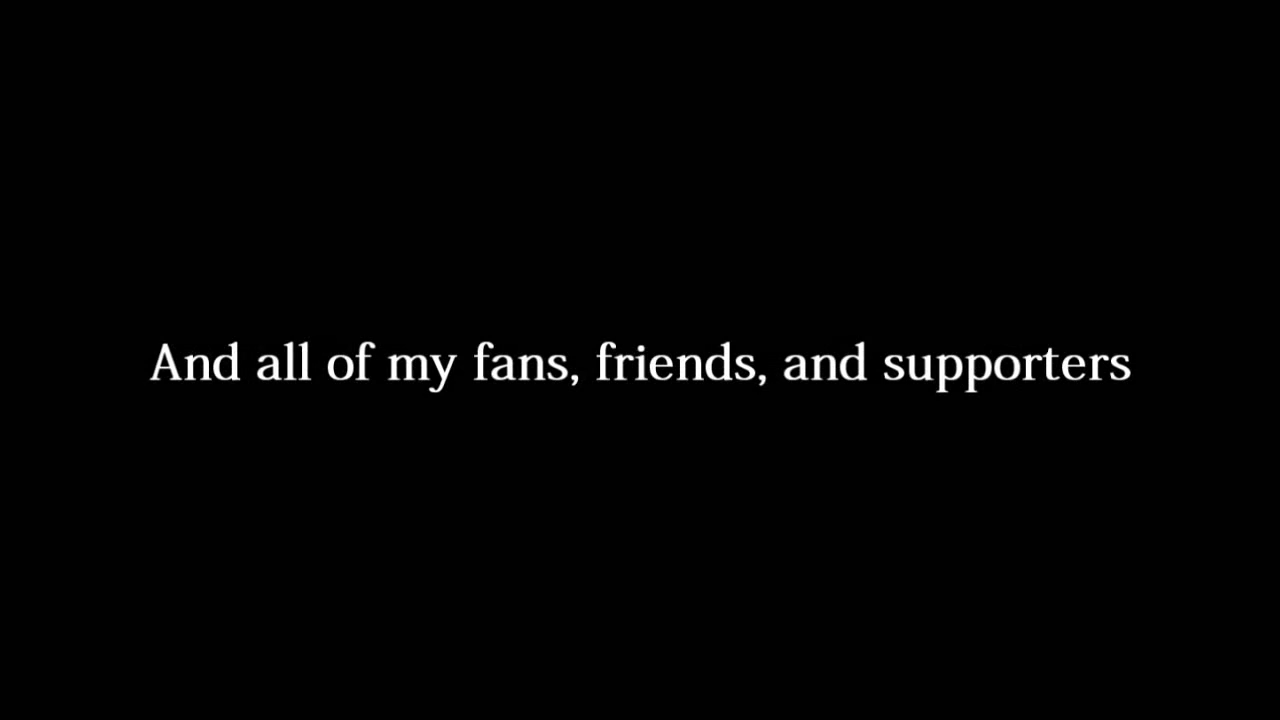 And all of my fans, friends, and supporters